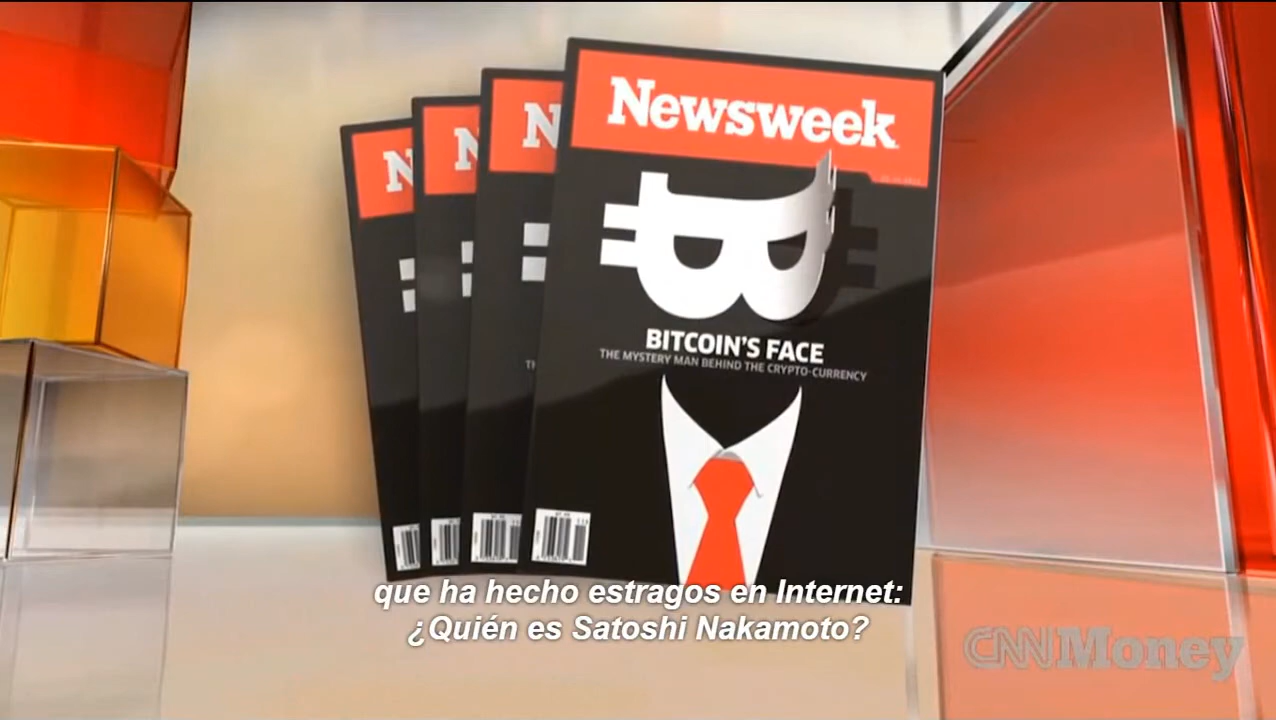 Newsweek
N
N
N
BITCOIN'S FACE
THE MYSTERY MAN BEHIND THE CRYPTO-CURRENCY
TH
que ha hecho estragos en Internet:
¿Quién es Satoshi Nakamoto?
CNNMoney